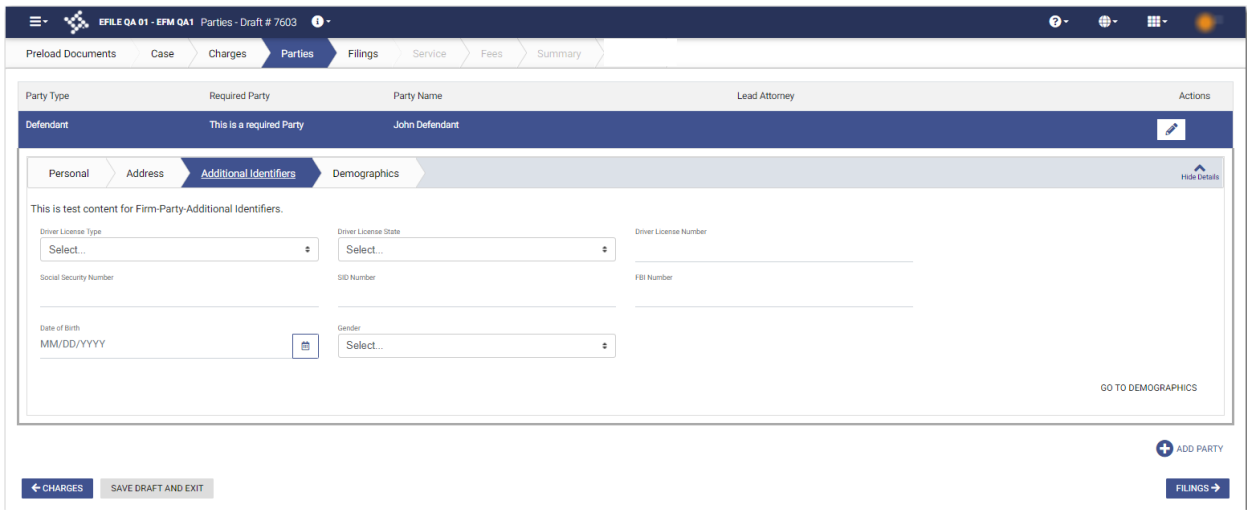 EFILE QA 01 - EFM QA1 Parties - Draft # 7603
Preload Documents Case Charges Parties Filings Service Fees Summary
Party Type Required Party Party Name Lead Attorney Actions
Defendant This is a required Party John Defendant
Personal Address Additional Identifiers Demographics Hide Details
This is test content for Firm-Party-Additional Identifiers.
Driver License Type Driver License State Driver License Number
Select... Select...
Social Security Number SID Number FBI Number
Date of Birth Gender
MM/DD/YYYY Select...
GO TO DEMOGRAPHICS
ADD PARTY
CHARGES SAVE DRAFT AND EXIT FILINGS